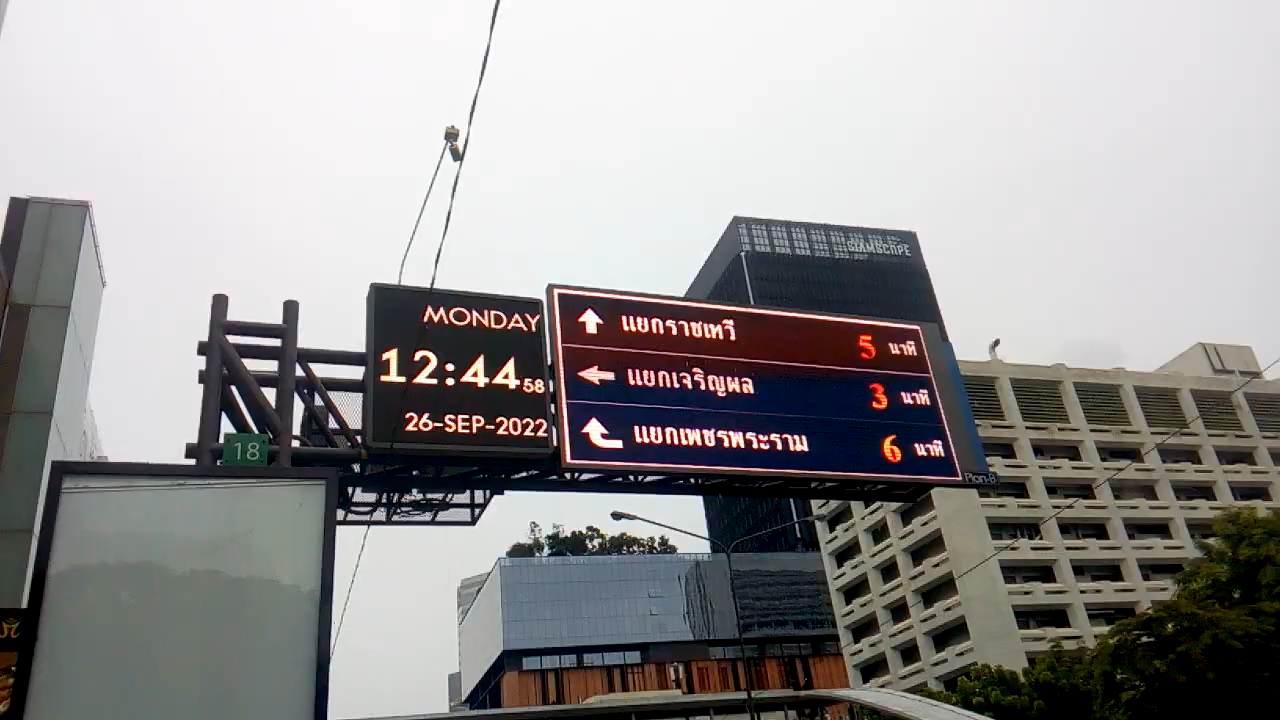 SIAMSCAPE
MONDAY
12:44 58
26-SEP-2022
แยกราชเทวี 5 นาที
แยกเจริญผล 3 นาที
แยกเพชรพระราม 6 นาที
Plan-B
18